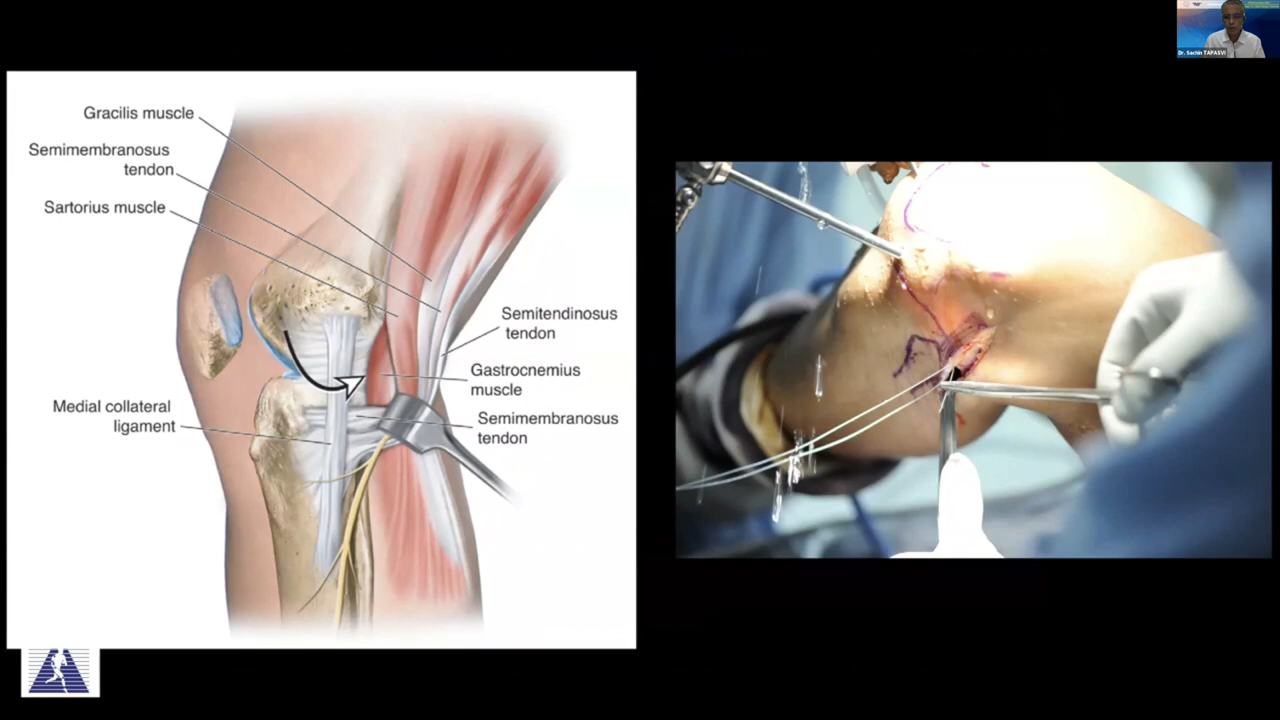 Dr. Sachin TAPASVI
Gracilis muscle
Semimembranosus
tendon
Sartorius muscle
Semitendinosus
tendon
Gastrocnemius
muscle
Medial collateral
ligament
Semimembranosus
tendon